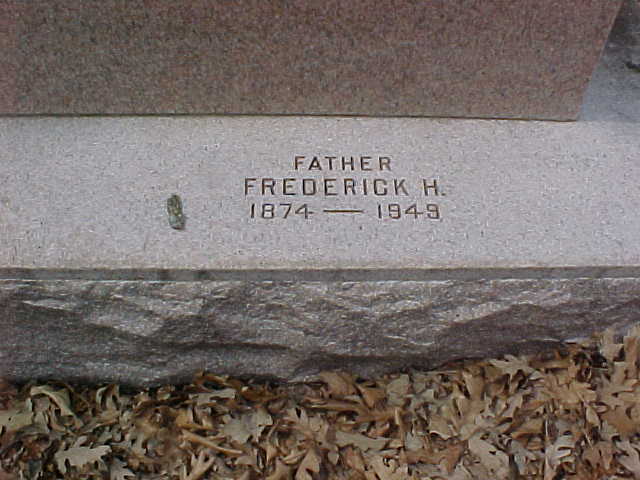 FATHER
FREDERICK H.
1874 — 1949